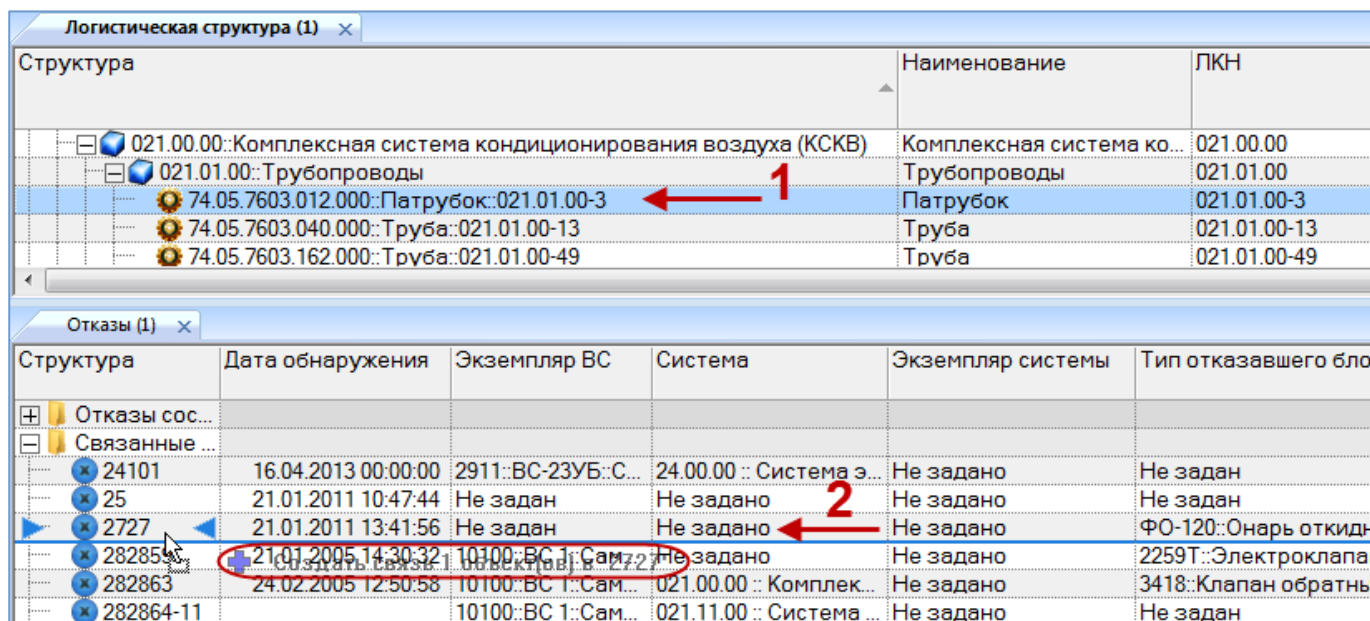 Логистическая структура (1)
Структура Наименование ЛКН
021.00.00::Комплексная система кондиционирования воздуха (КСКВ) Комплексная система ко... 021.00.00
021.01.00::Трубопроводы Трубопроводы 021.01.00
74.05.7603.012.000::Патрубок::021.01.00-3 1 Патрубок 021.01.00-3
74.05.7603.040.000::Труба::021.01.00-13 Труба 021.01.00-13
74.05.7603.162.000::Труба::021.01.00-49 Труба 021.01.00-49
Отказы (1)
Структура Дата обнаружения Экземпляр ВС Система Экземпляр системы Тип отказавшего бло
Отказы сос...
Связанные ...
24101 16.04.2013 00:00:00 2911::ВС-23УБ::С... 24.00.00 :: Система э... Не задано Не задан
25 21.01.2011 10:47:44 Не задан Не задано Не задано Не задан
2727 21.01.2011 13:41:56 Не задан Не задано 2 Не задано ФО-120::Онарь откидн
282859 21.01.2005 14:30:32 10100::ВС 1::Сам... Не задано Не задано 2259Т::Электроклапа
Создать связь 1 объект(ов) в '2727'
282863 24.02.2005 12:50:58 10100::ВС 1::Сам... 021.00.00 :: Комплек... Не задано 3418::Клапан обратны
282864-11 10100::ВС 1::Сам... 021.11.00 :: Система ... Не задано Не задан